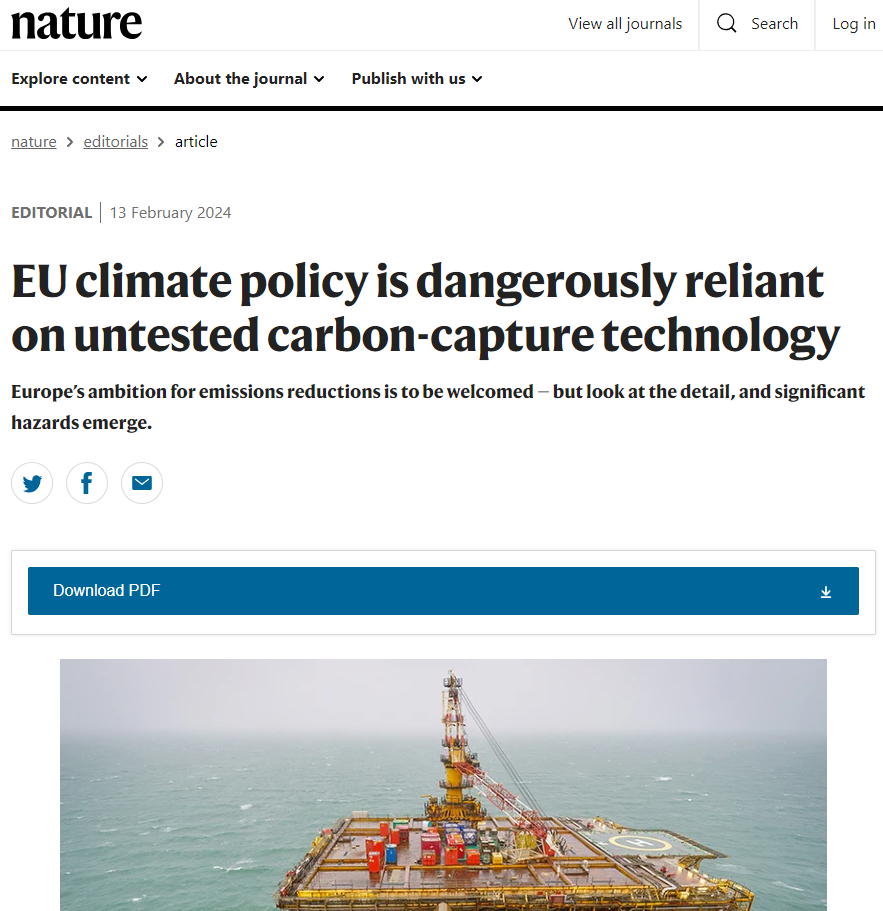 nature
View all journals
Search
Log in
Explore content
About the journal
Publish with us
nature > editorials > article
EDITORIAL | 13 February 2024
EU climate policy is dangerously reliant
on untested carbon-capture technology
Europe’s ambition for emissions reductions is to be welcomed – but look at the detail, and significant
hazards emerge.
Download PDF
H